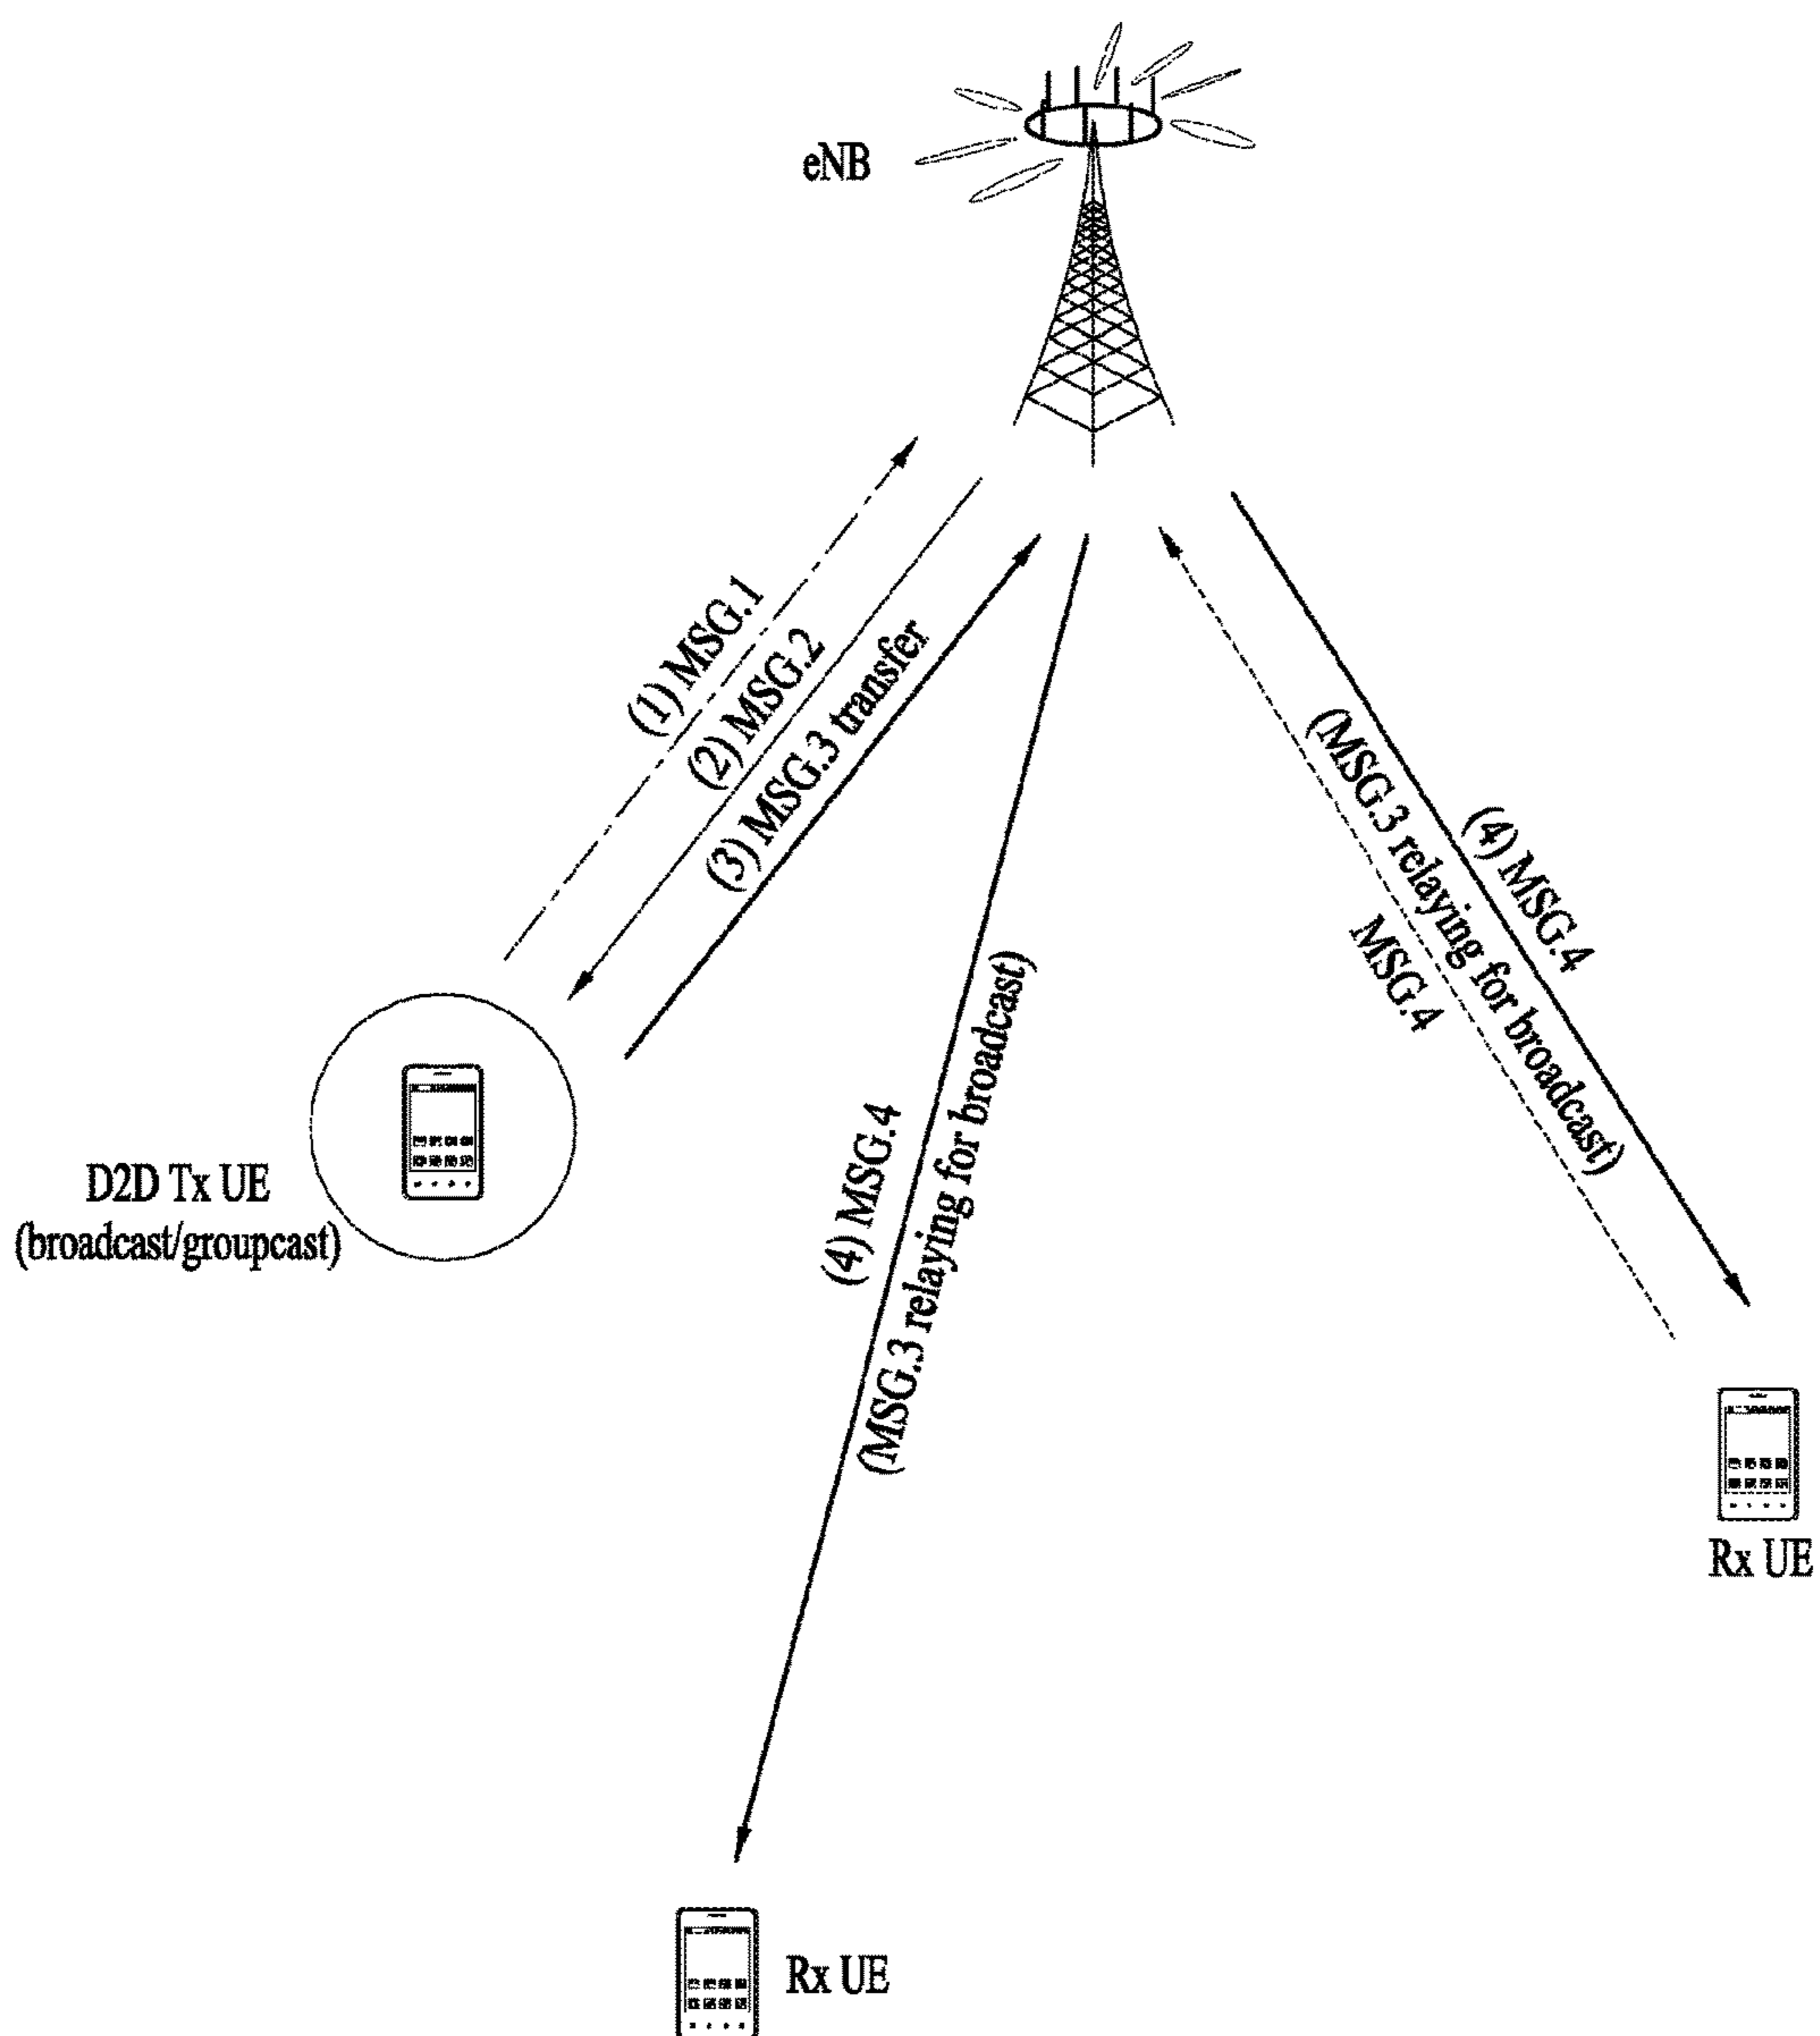 eNB
(1) MSG.1
(2) MSG.2
(3) MSG.3 transfer
(4) MSG.4
(MSG.3 relaying for broadcast)
MSG.4
D2D Tx UE
(broadcast/groupcast)
(4) MSG.4
(MSG.3 relaying for broadcast)
Rx UE
Rx UE